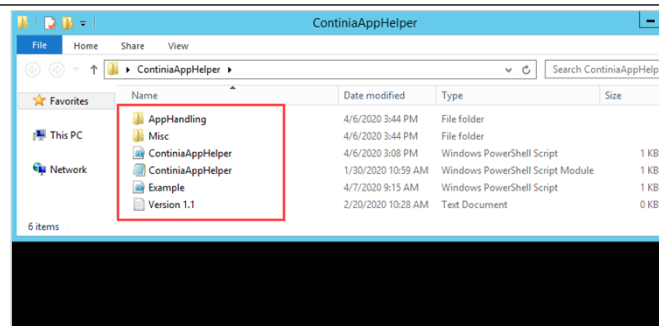 ContiniaAppHelper
File Home Share View
ContiniaAppHelper Search ContiniaAppHelp
Name Date modified Type Size
Favorites
This PC
Network
AppHandling 4/6/2020 3:44 PM File folder
Misc 4/6/2020 3:44 PM File folder
ContiniaAppHelper 4/6/2020 3:08 PM Windows PowerShell Script 1 KB
ContiniaAppHelper 1/30/2020 10:59 AM Windows PowerShell Script Module 1 KB
Example 4/7/2020 9:15 AM Windows PowerShell Script 1 KB
Version 1.1 2/20/2020 10:28 AM Text Document 0 KB
6 items